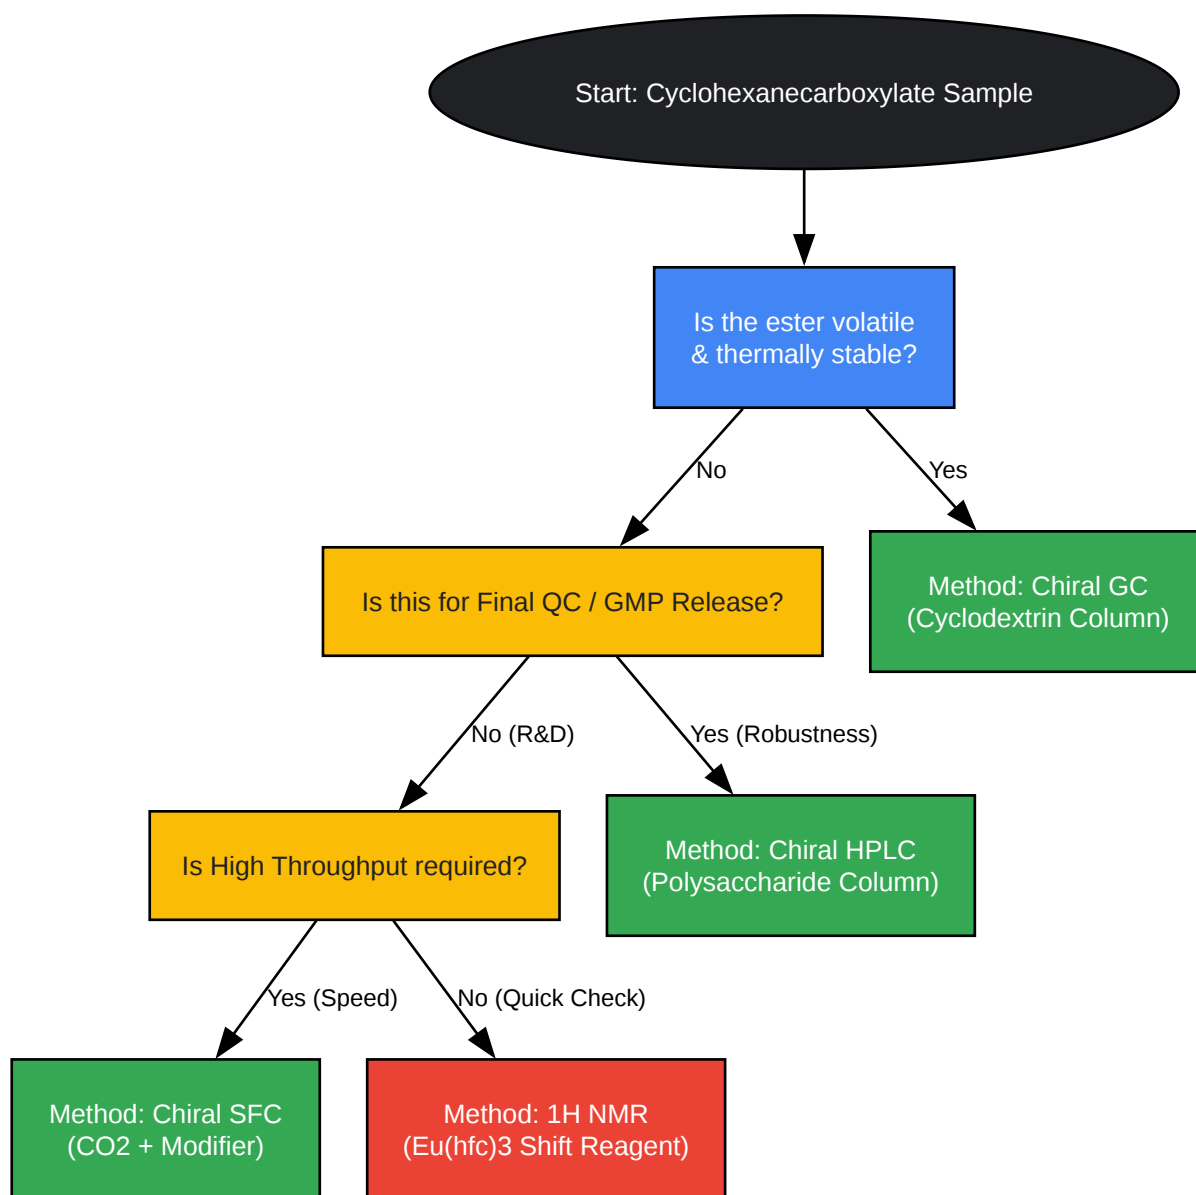 Start: Cyclohexanecarboxylate Sample
Is the ester volatile
& thermally stable?
No
Yes
Is this for Final QC / GMP Release?
Method: Chiral GC
(Cyclodextrin Column)
No (R&D)
Yes (Robustness)
Is High Throughput required?
Method: Chiral HPLC
(Polysaccharide Column)
Yes (Speed)
No (Quick Check)
Method: Chiral SFC
(CO2 + Modifier)
Method: 1H NMR
(Eu(hfc)3 Shift Reagent)